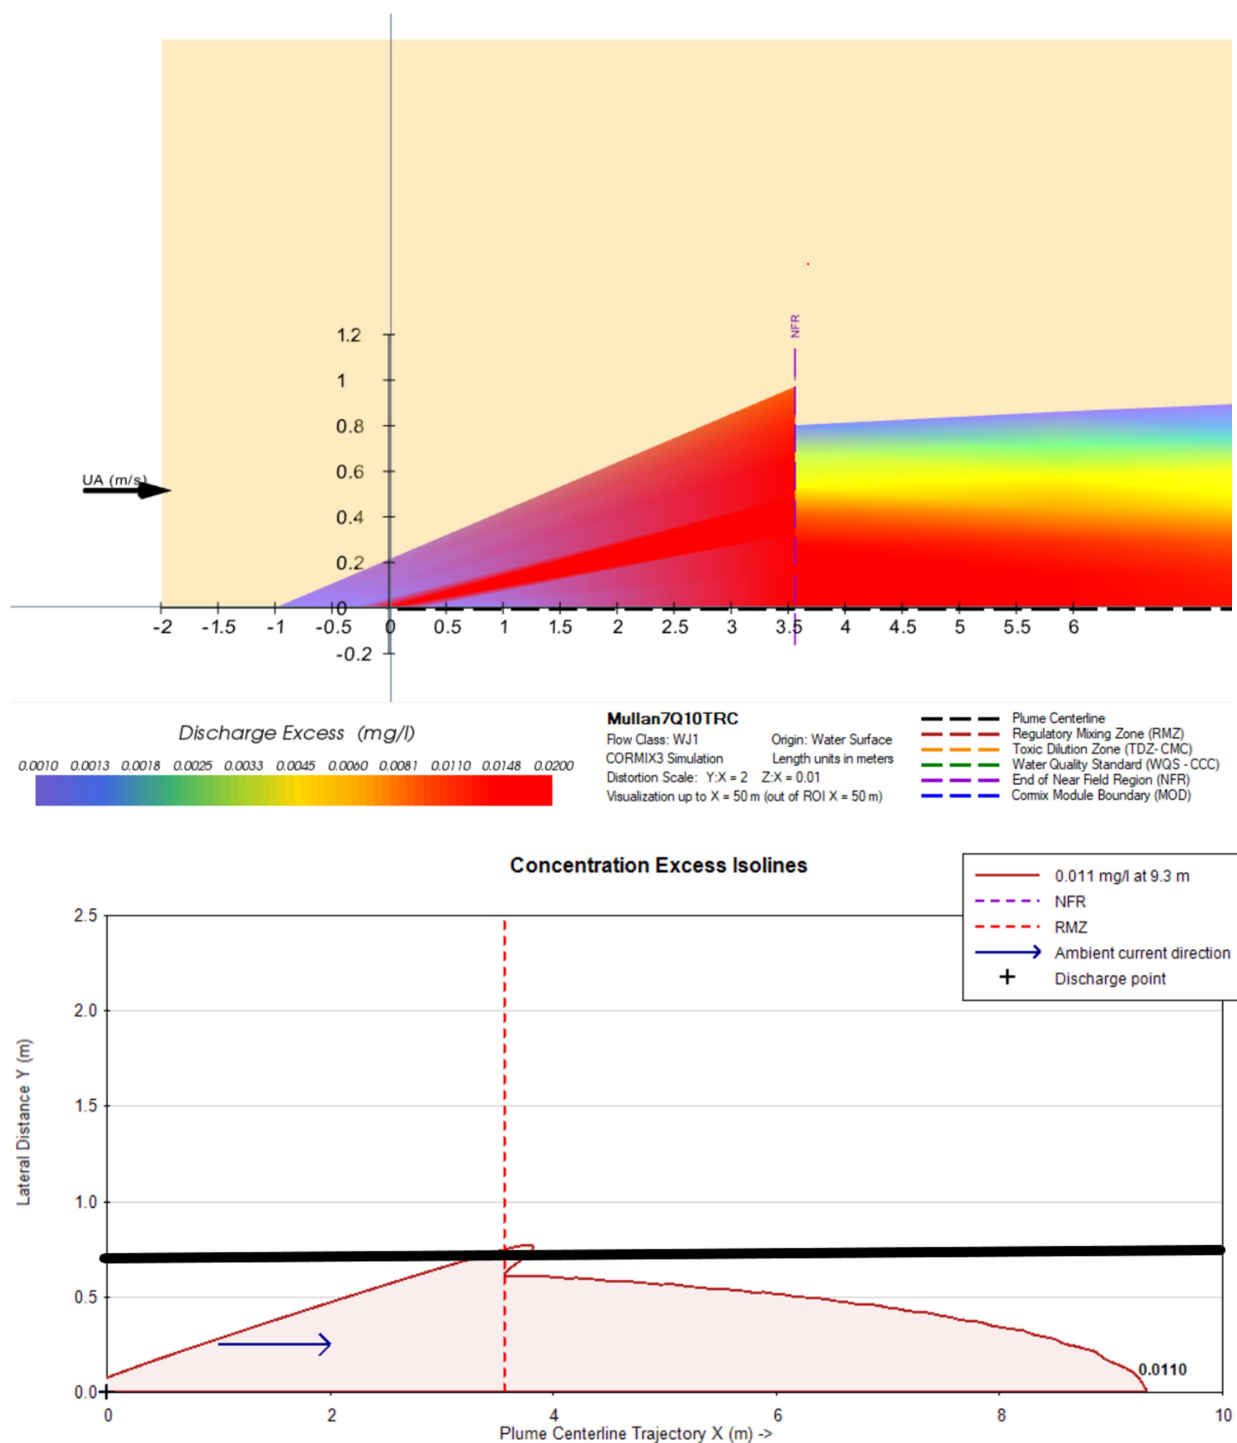 NFR
1.2
1
0.8
0.6
UA (m/s)
0.4
0.2
0
-2 -1.5 -1 -0.5 0 0.5 1 1.5 2 2.5 3 3.5 4 4.5 5 5.5 6
-0.2
Discharge Excess (mg/l)
0.0010 0.0013 0.0018 0.0025 0.0033 0.0045 0.0060 0.0081 0.0110 0.0148 0.0200
Mullan7Q10TRC
Flow Class: WJ1 Origin: Water Surface
CORMIX3 Simulation Length units in meters
Distortion Scale: Y:X = 2 Z:X = 0.01
Visualization up to X = 50 m (out of ROI X = 50 m)
Plume Centerline
Regulatory Mixing Zone (RMZ)
Toxic Dilution Zone (TDZ- CMC)
Water Quality Standard (WQS - CCC)
End of Near Field Region (NFR)
Cormix Module Boundary (MOD)
Concentration Excess Isolines
0.011 mg/l at 9.3 m
NFR
RMZ
Ambient current direction
Discharge point
Lateral Distance Y (m)
2.5
2.0
1.5
1.0
0.5
0.0
0.0110
0 2 4 6 8 10
Plume Centerline Trajectory X (m) ->